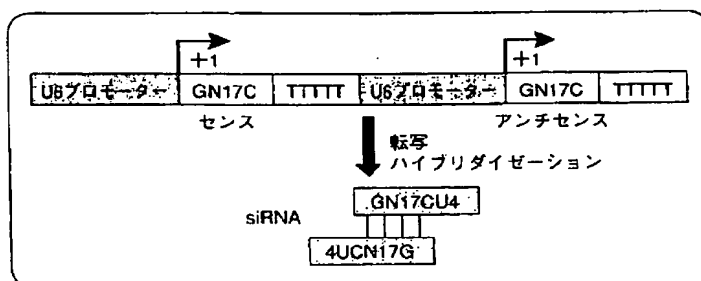 +1 +1
U6プロモーター GN17C TTTTT U6プロモーター GN17C TTTTT
センス アンチセンス
転写
ハイブリダイゼーション
GN17CU4
siRNA
4UCN17G